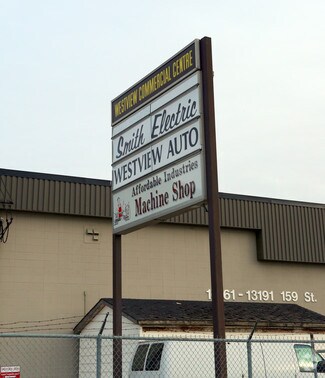 WESTVIEW COMMERCIAL CENTRE
Smith Electric
WESTVIEW AUTO
Affordable Industries
Machine Shop
13191 159 St.